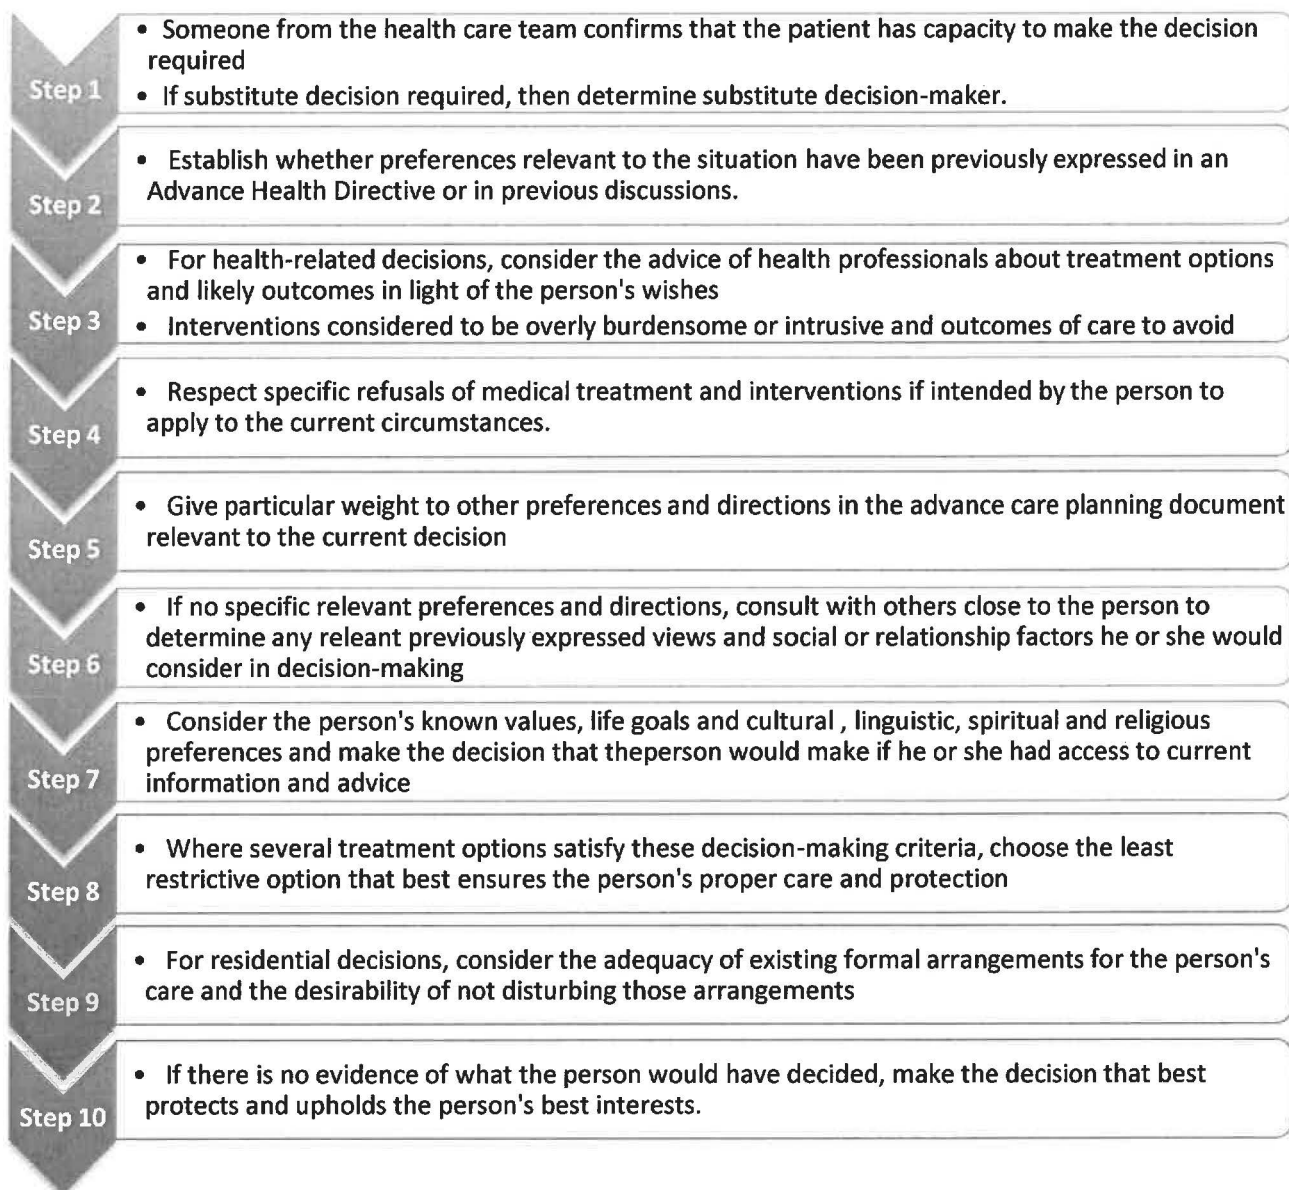 Step 1
• Someone from the health care team confirms that the patient has capacity to make the decision
required
• If substitute decision required, then determine substitute decision-maker.
Step 2
• Establish whether preferences relevant to the situation have been previously expressed in an
Advance Health Directive or in previous discussions.
Step 3
• For health-related decisions, consider the advice of health professionals about treatment options
and likely outcomes in light of the person's wishes
• Interventions considered to be overly burdensome or intrusive and outcomes of care to avoid
Step 4
• Respect specific refusals of medical treatment and interventions if intended by the person to
apply to the current circumstances.
Step 5
• Give particular weight to other preferences and directions in the advance care planning document
relevant to the current decision
Step 6
• If no specific relevant preferences and directions, consult with others close to the person to
determine any releant previously expressed views and social or relationship factors he or she would
consider in decision-making
Step 7
• Consider the person's known values, life goals and cultural , linguistic, spiritual and religious
preferences and make the decision that theperson would make if he or she had access to current
information and advice
Step 8
• Where several treatment options satisfy these decision-making criteria, choose the least
restrictive option that best ensures the person's proper care and protection
Step 9
• For residential decisions, consider the adequacy of existing formal arrangements for the person's
care and the desirability of not disturbing those arrangements
Step 10
• If there is no evidence of what the person would have decided, make the decision that best
protects and upholds the person's best interests.